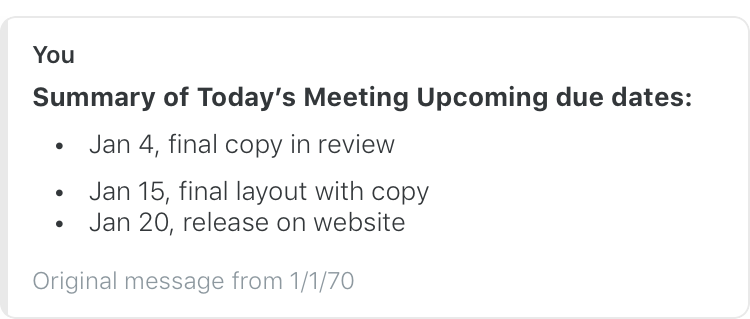 You
Summary of Today’s Meeting Upcoming due dates:
• Jan 4, final copy in review
• Jan 15, final layout with copy
• Jan 20, release on website
Original message from 1/1/70